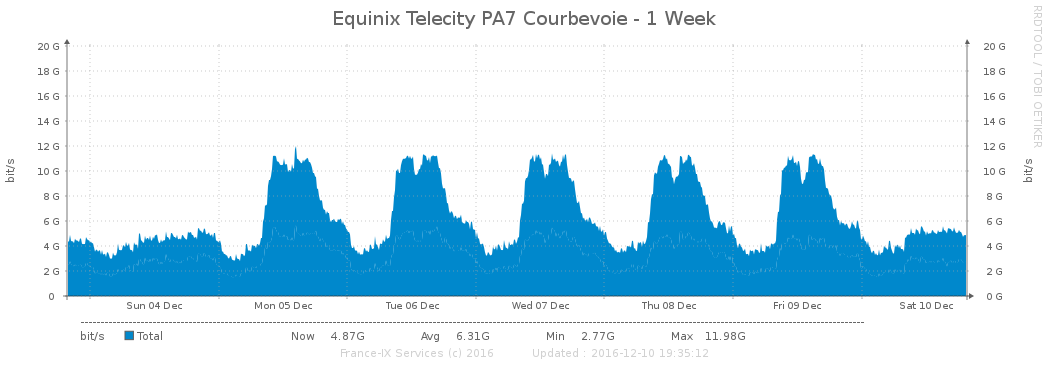 Equinix Telecity PA7 Courbevoie - 1 Week
RRDTOOL / TOBI OETIKER
20 G 20 G
18 G 18 G
16 G 16 G
14 G 14 G
12 G 12 G
10 G 10 G
8 G 8 G
6 G 6 G
4 G 4 G
2 G 2 G
0 0 G
bit/s
bit/s
Sun 04 Dec Mon 05 Dec Tue 06 Dec Wed 07 Dec Thu 08 Dec Fri 09 Dec Sat 10 Dec
bit/s Total Now 4.87G Avg 6.31G Min 2.77G Max 11.98G
France-IX Services (c) 2016 Updated : 2016-12-10 19:35:12